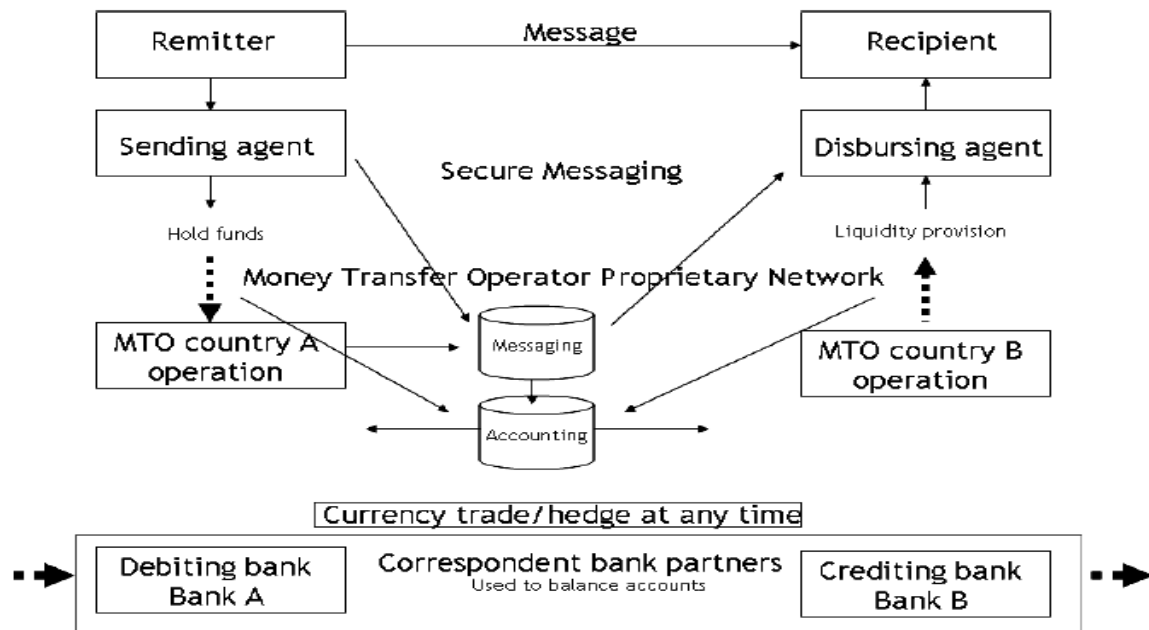 Remitter
Message
Recipient
Sending agent
Disbursing agent
Secure Messaging
Hold funds
Liquidity provision
Money Transfer Operator Proprietary Network
MTO country A
operation
Messaging
MTO country B
operation
Accounting
Currency trade/hedge at any time
Debiting bank
Bank A
Correspondent bank partners
Used to balance accounts
Crediting bank
Bank B